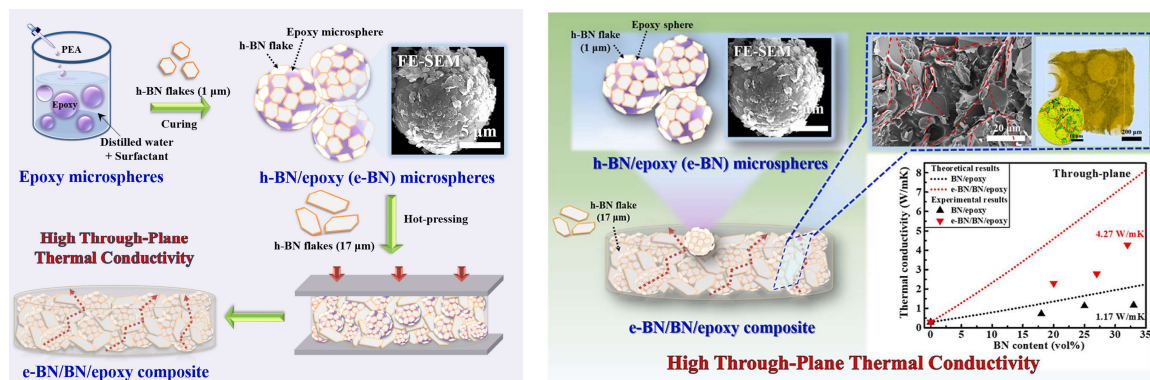 PEA
Epoxy
Distilled water
+ Surfactant
Epoxy microspheres
h-BN flakes (1 μm)
Curing
Epoxy microsphere
h-BN flake
FE-SEM
5 μm
h-BN/epoxy (e-BN) microspheres
h-BN flakes (17 μm)
Hot-pressing
High Through-Plane
Thermal Conductivity
e-BN/BN/epoxy composite
Epoxy sphere
h-BN flake
(1 μm)
FE-SEM
5 μm
h-BN/epoxy (e-BN) microspheres
h-BN flake
(17 μm)
e-BN/BN/epoxy composite
20 μm
200 μm
Thermal conductivity (W/mK)
8
7
6
5
4
3
2
1
0
Theoretical results
BN/epoxy
e-BN/BN/epoxy
Experimental results
BN/epoxy
e-BN/BN/epoxy
Through-plane
4.27 W/mK
1.17 W/mK
0 5 10 15 20 25 30 35
BN content (vol%)
High Through-Plane Thermal Conductivity